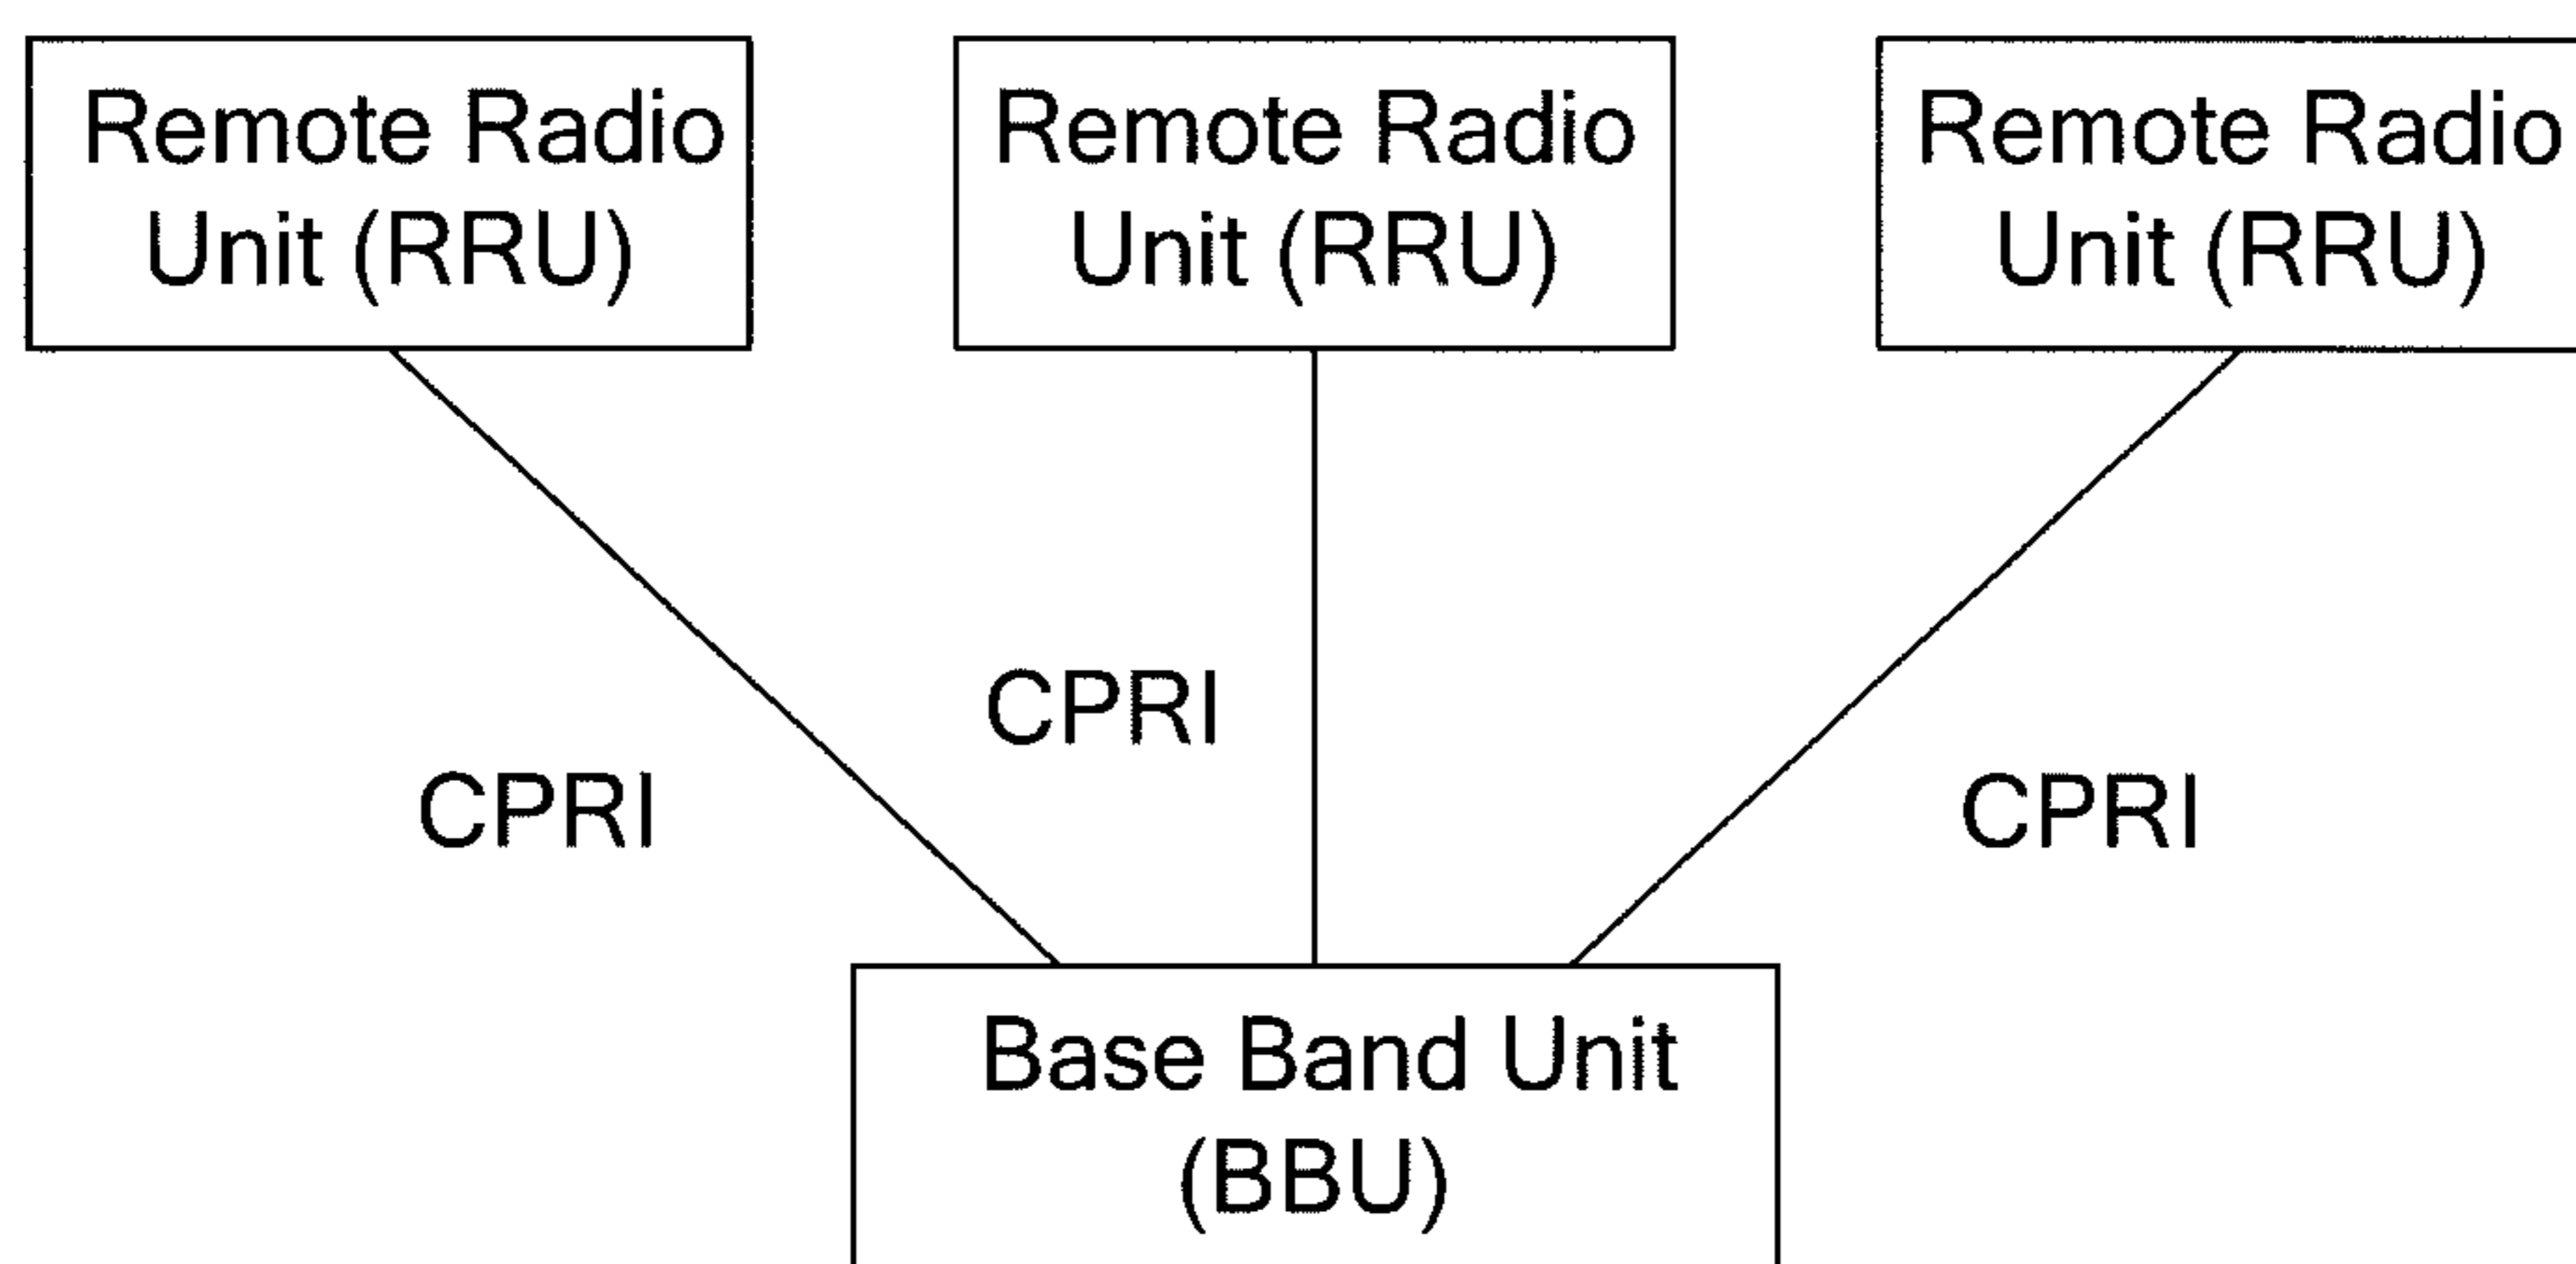 Remote Radio
Unit (RRU)
Remote Radio
Unit (RRU)
Remote Radio
Unit (RRU)
CPRI
CPRI
CPRI
Base Band Unit
(BBU)